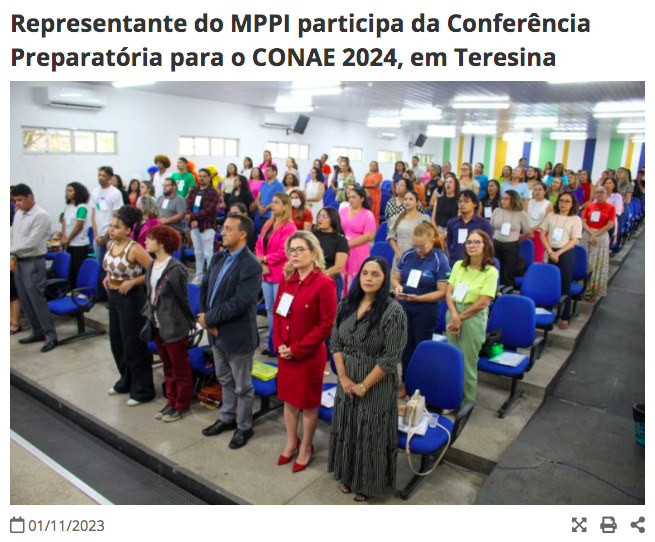 Representante do MPPI participa da Conferência
Preparatória para o CONAE 2024, em Teresina
01/11/2023